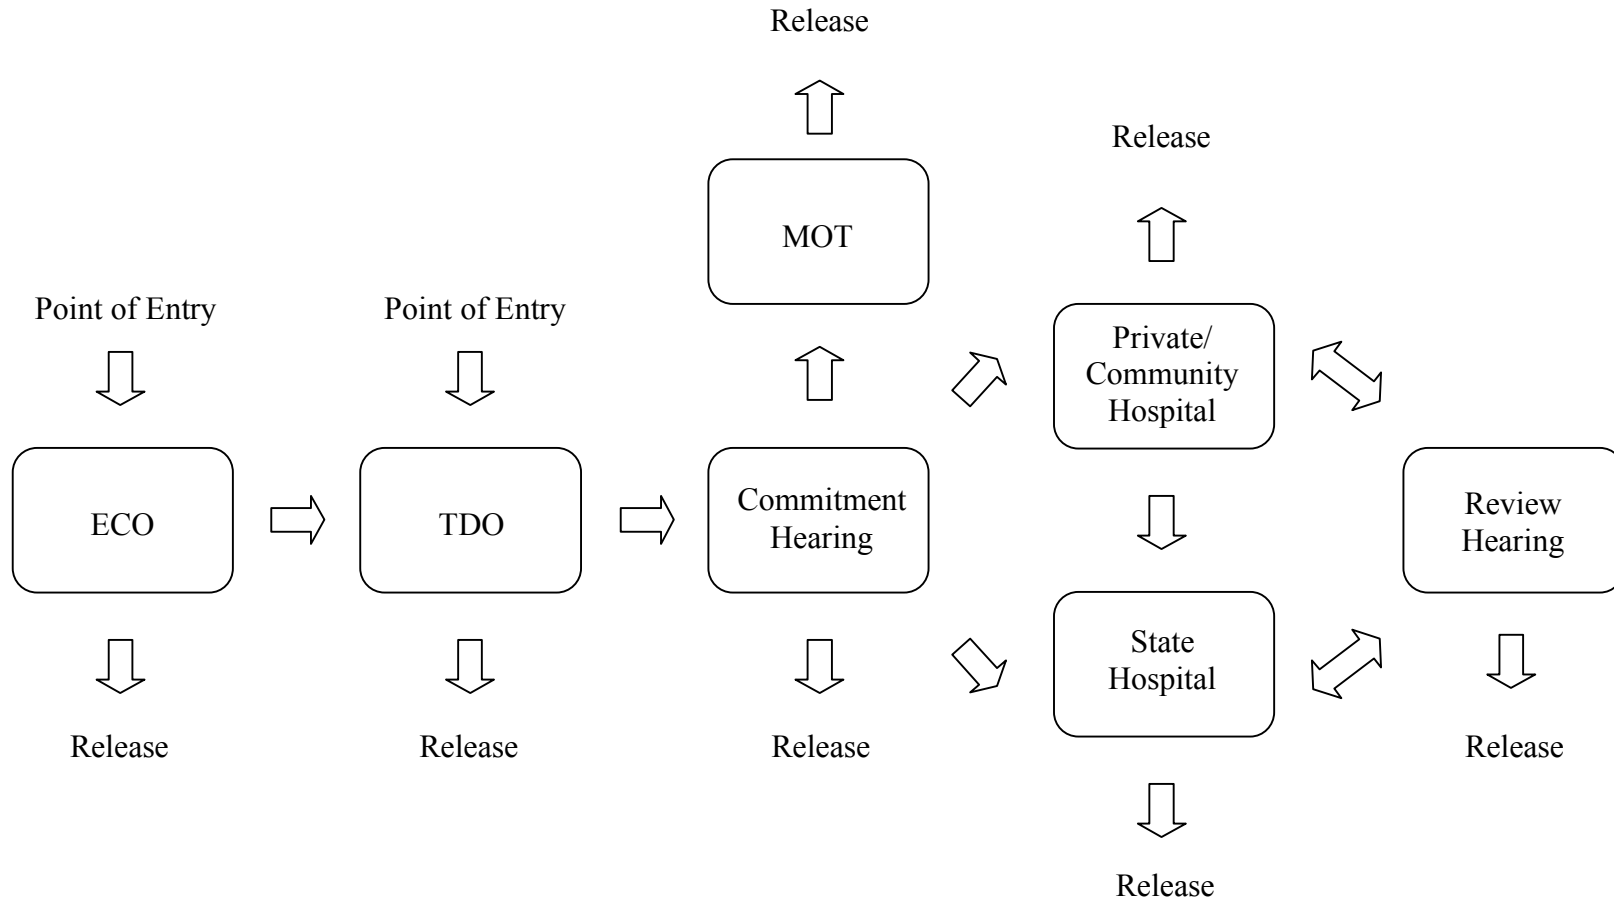 Release
Release
MOT
Point of Entry
Point of Entry
Private/
Community
Hospital
ECO
TDO
Commitment
Hearing
Review
Hearing
State
Hospital
Release
Release
Release
Release
Release